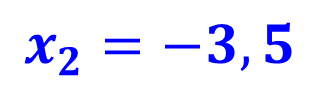 x₂ = −3,5